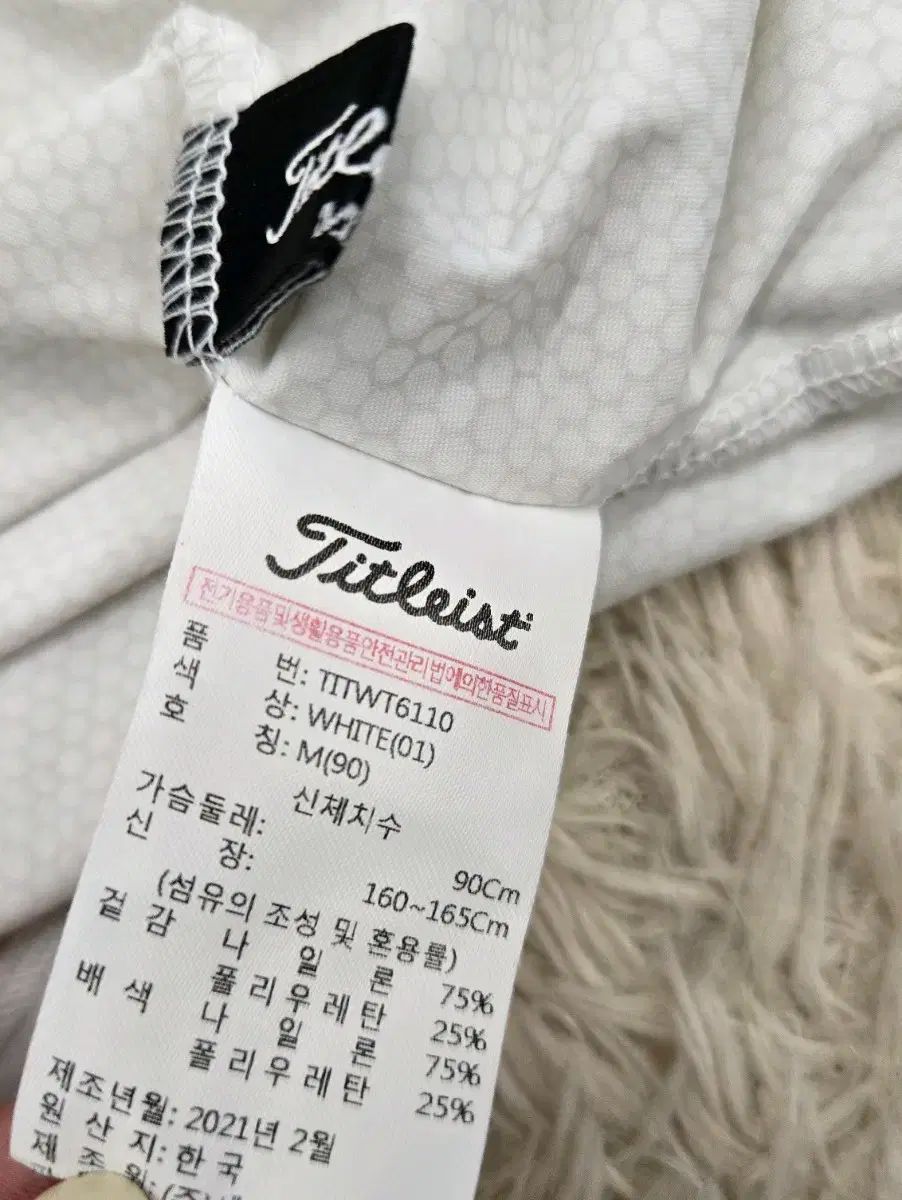 Titleist
전기용품및생활용품안전관리법에의한품질표시
품 번: TITWT6110
색 상: WHITE(01)
호 칭: M(90)
신체치수
가슴둘레: 90Cm
신 장: 160~165Cm
(섬유의 조성 및 혼용률)
겉 감 나 일 론 75%
폴 리 우 레 탄 25%
배 색 나 일 론 75%
폴 리 우 레 탄 25%
제조년월: 2021년 2월
원 산 지: 한 국
제 조